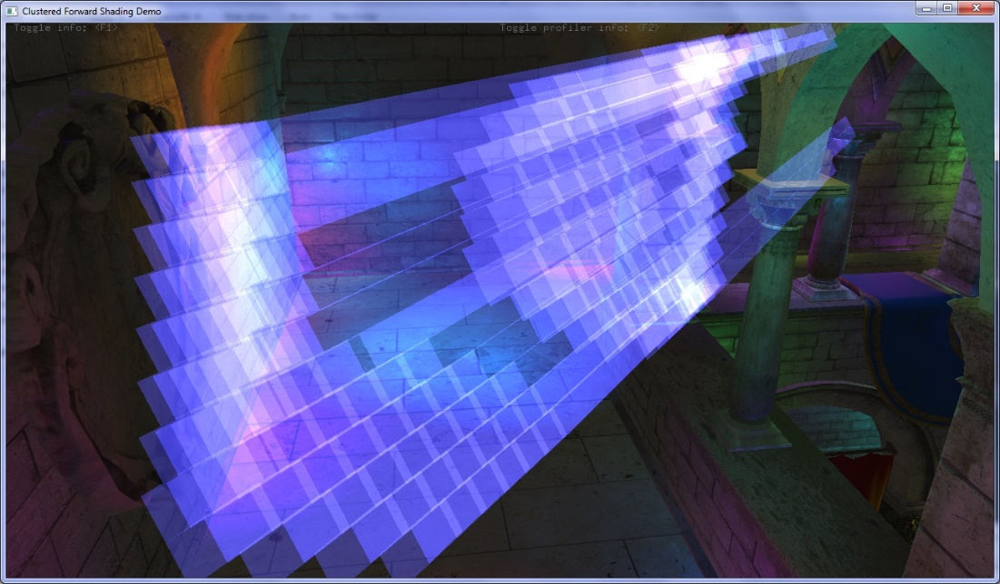 Clustered Forward Shading Demo
Toggle info: <F1>
Toggle profiler info: <F2>